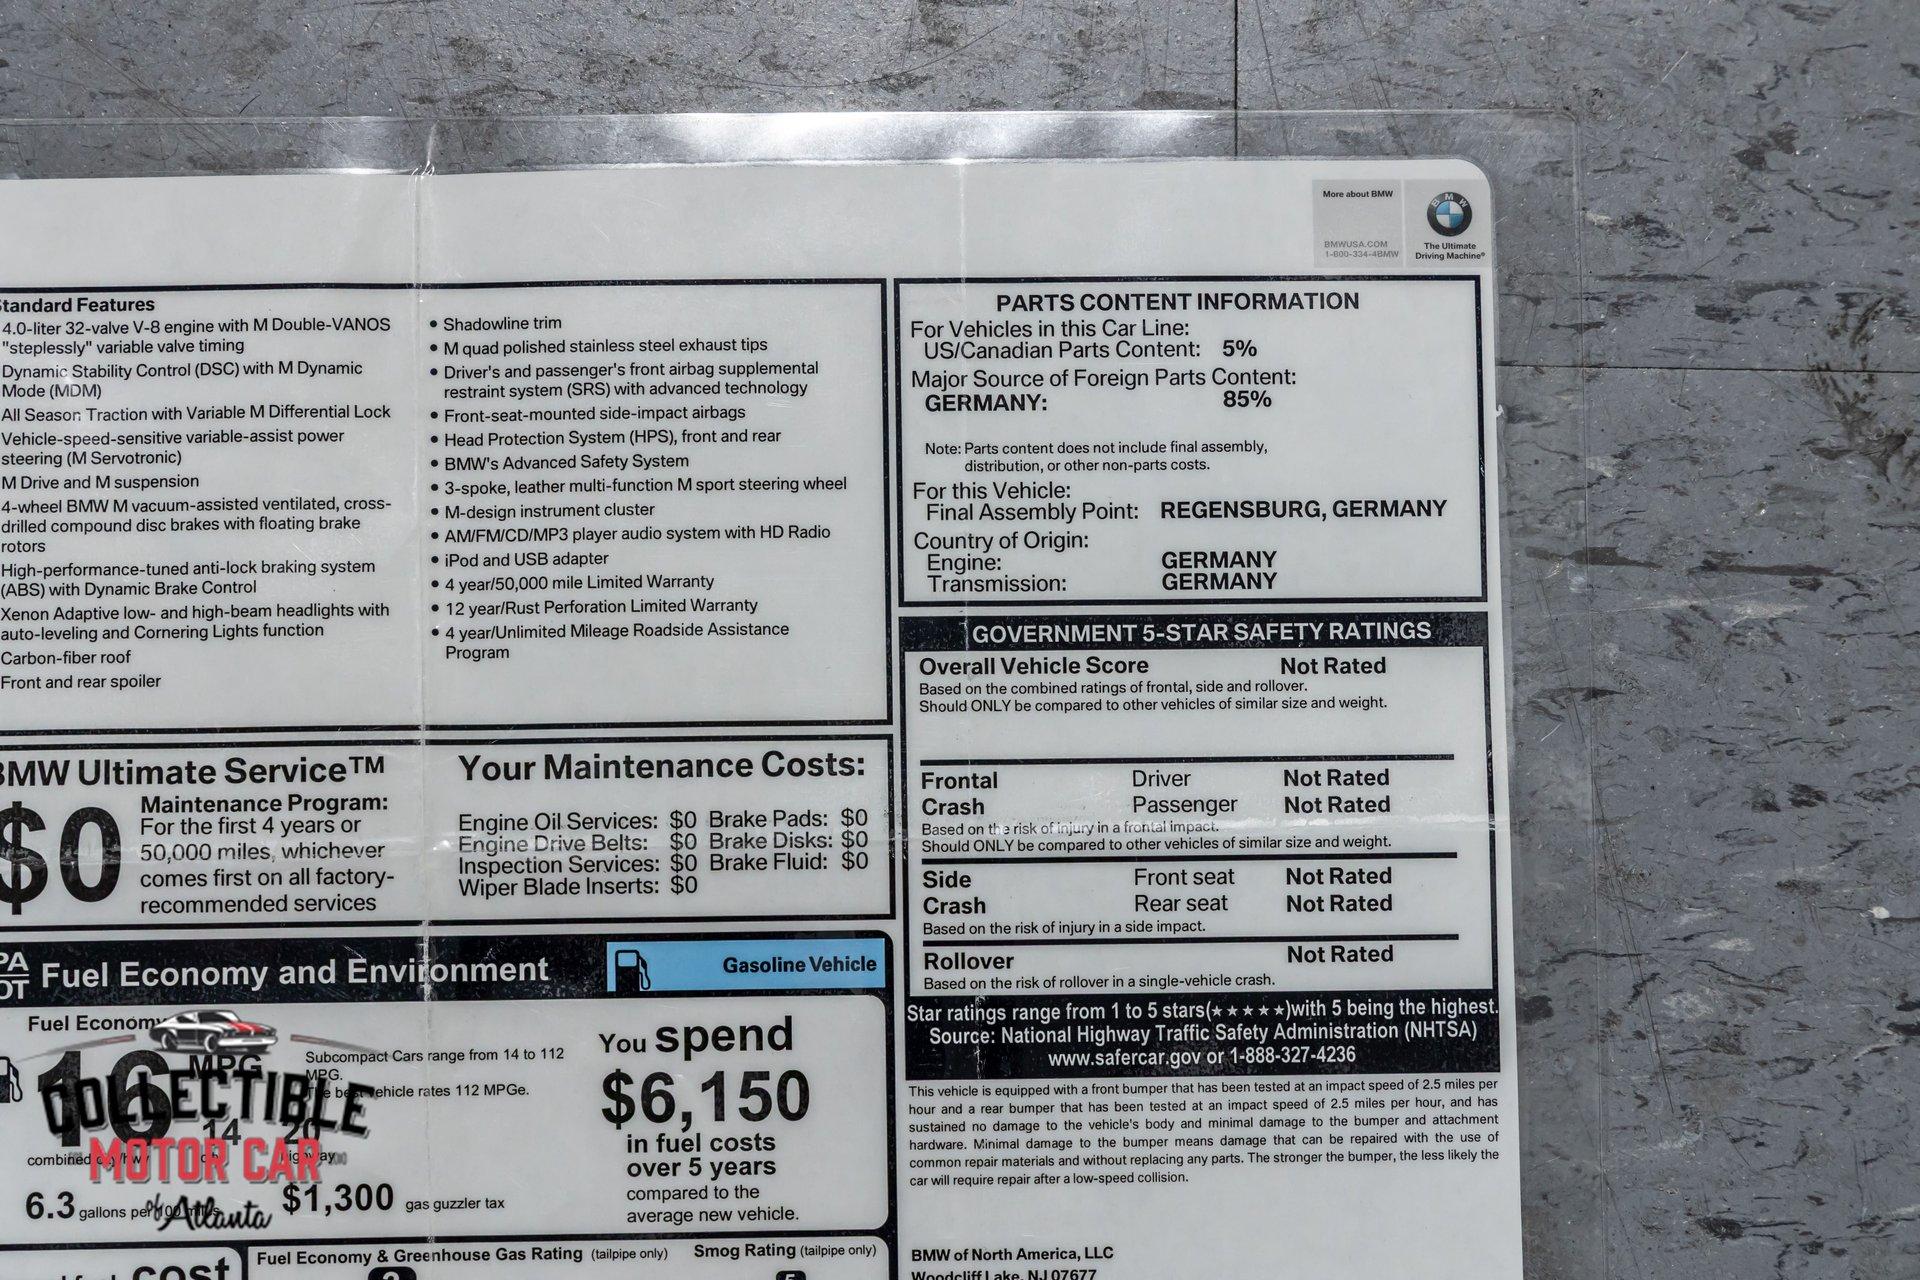 More about BMW
BMWUSA.COM
1-800-334-4BMW
BMW
The Ultimate
Driving Machine®
Standard Features
4.0-liter 32-valve V-8 engine with M Double-VANOS
"steplessly" variable valve timing
Dynamic Stability Control (DSC) with M Dynamic
Mode (MDM)
All Season Traction with Variable M Differential Lock
Vehicle-speed-sensitive variable-assist power
steering (M Servotronic)
M Drive and M suspension
4-wheel BMW M vacuum-assisted ventilated, cross-
drilled compound disc brakes with floating brake
rotors
High-performance-tuned anti-lock braking system
(ABS) with Dynamic Brake Control
Xenon Adaptive low- and high-beam headlights with
auto-leveling and Cornering Lights function
Carbon-fiber roof
Front and rear spoiler
• Shadowline trim
• M quad polished stainless steel exhaust tips
• Driver's and passenger's front airbag supplemental
restraint system (SRS) with advanced technology
• Front-seat-mounted side-impact airbags
• Head Protection System (HPS), front and rear
• BMW's Advanced Safety System
• 3-spoke, leather multi-function M sport steering wheel
• M-design instrument cluster
• AM/FM/CD/MP3 player audio system with HD Radio
• iPod and USB adapter
• 4 year/50,000 mile Limited Warranty
• 12 year/Rust Perforation Limited Warranty
• 4 year/Unlimited Mileage Roadside Assistance
Program
PARTS CONTENT INFORMATION
For Vehicles in this Car Line:
US/Canadian Parts Content: 5%
Major Source of Foreign Parts Content:
GERMANY: 85%
Note: Parts content does not include final assembly,
distribution, or other non-parts costs.
For this Vehicle:
Final Assembly Point: REGENSBURG, GERMANY
Country of Origin:
Engine: GERMANY
Transmission: GERMANY
GOVERNMENT 5-STAR SAFETY RATINGS
Overall Vehicle Score Not Rated
Based on the combined ratings of frontal, side and rollover.
Should ONLY be compared to other vehicles of similar size and weight.
Frontal Driver Not Rated
Crash Passenger Not Rated
Based on the risk of injury in a frontal impact.
Should ONLY be compared to other vehicles of similar size and weight.
Side Front seat Not Rated
Crash Rear seat Not Rated
Based on the risk of injury in a side impact.
Rollover Not Rated
Based on the risk of rollover in a single-vehicle crash.
Star ratings range from 1 to 5 stars(★★★★★)with 5 being the highest.
Source: National Highway Traffic Safety Administration (NHTSA)
www.safercar.gov or 1-888-327-4236
This vehicle is equipped with a front bumper that has been tested at an impact speed of 2.5 miles per
hour and a rear bumper that has been tested at an impact speed of 2.5 miles per hour, and has
sustained no damage to the vehicle's body and minimal damage to the bumper and attachment
hardware. Minimal damage to the bumper means damage that can be repaired with the use of
common repair materials and without replacing any parts. The stronger the bumper, the less likely the
car will require repair after a low-speed collision.
BMW of North America, LLC
Woodcliff Lake, NJ 07677
BMW Ultimate Service™
$0
Maintenance Program:
For the first 4 years or
50,000 miles, whichever
comes first on all factory-
recommended services
Your Maintenance Costs:
Engine Oil Services: $0 Brake Pads: $0
Engine Drive Belts: $0 Brake Disks: $0
Inspection Services: $0 Brake Fluid: $0
Wiper Blade Inserts: $0
Fuel Economy and Environment
Gasoline Vehicle
Fuel Economy
16 MPG
Subcompact Cars range from 14 to 112
MPG.
The best vehicle rates 112 MPGe.
14 20
combined city/hwy city highway
6.3 gallons per 100 miles
$1,300 gas guzzler tax
You spend
$6,150
in fuel costs
over 5 years
compared to the
average new vehicle.
COLLECTIBLE
MOTOR CAR
of Atlanta
Fuel Economy & Greenhouse Gas Rating (tailpipe only)
Smog Rating (tailpipe only)
cost